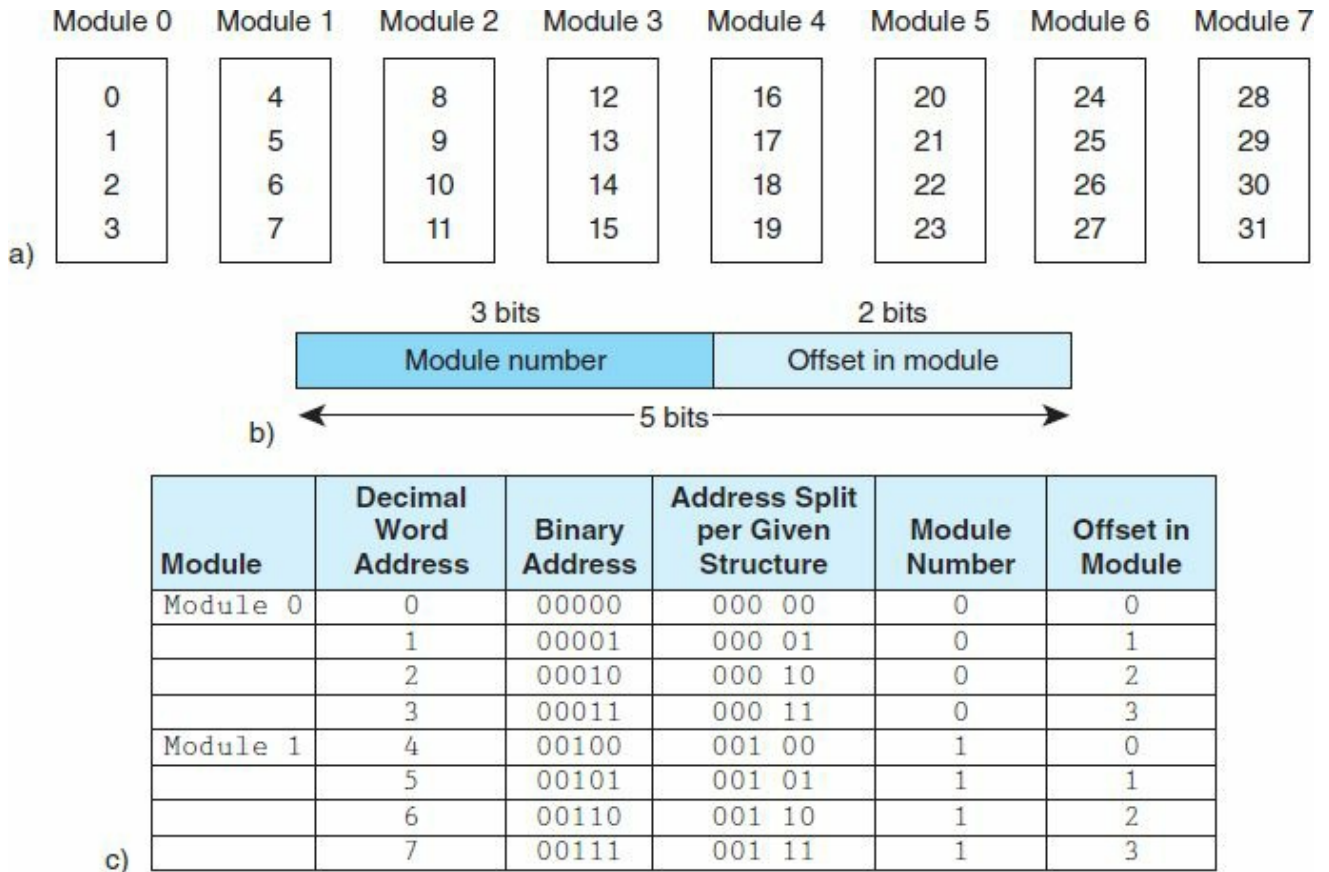 Module 0 Module 1 Module 2 Module 3 Module 4 Module 5 Module 6 Module 7
0 4 8 12 16 20 24 28
1 5 9 13 17 21 25 29
2 6 10 14 18 22 26 30
3 7 11 15 19 23 27 31
a)
3 bits 2 bits
Module number Offset in module
5 bits
b)
Module Decimal Word Address Binary Address Address Split per Given Structure Module Number Offset in Module
Module 0 0 00000 000 00 0 0
1 00001 000 01 0 1
2 00010 000 10 0 2
3 00011 000 11 0 3
Module 1 4 00100 001 00 1 0
5 00101 001 01 1 1
6 00110 001 10 1 2
7 00111 001 11 1 3
c)